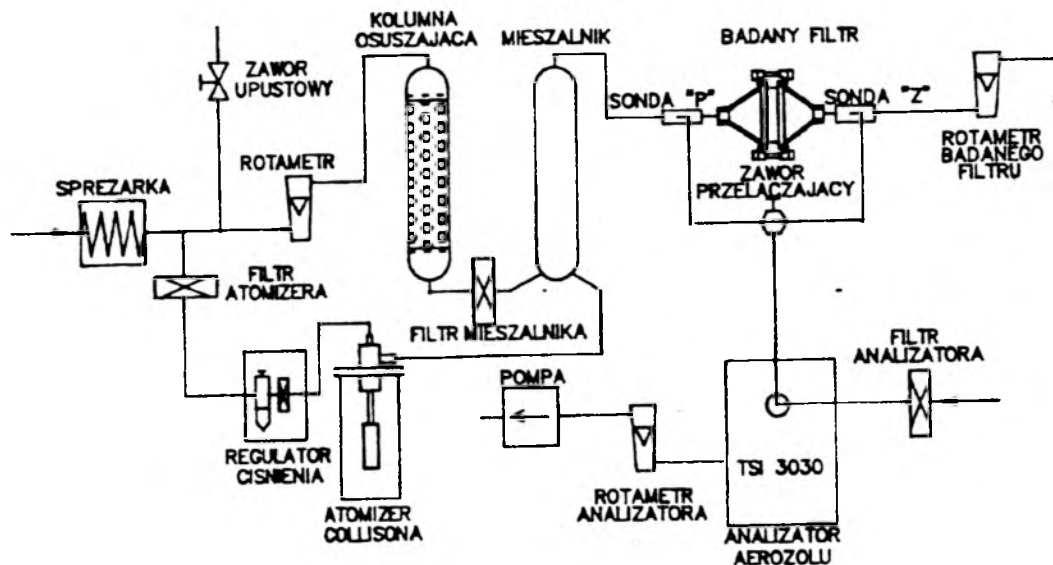 KOLUMNA
OSUSZAJACA
MIESZALNIK
BADANY FILTR
ZAWOR
UPUSTOWY
SONDA "P"
SONDA "Z"
ROTAMETR
ROTAMETR
BADANEGO
FILTRU
SPREZARKA
ZAWOR
PRZELACZAJACY
FILTR
ATOMIZERA
FILTR MIESZALNIKA
FILTR
ANALIZATORA
POMPA
REGULATOR
CISNIENIA
TSI 3030
ROTAMETR
ANALIZATORA
ATOMIZER
COLLISONA
ANALIZATOR
AEROZOLU